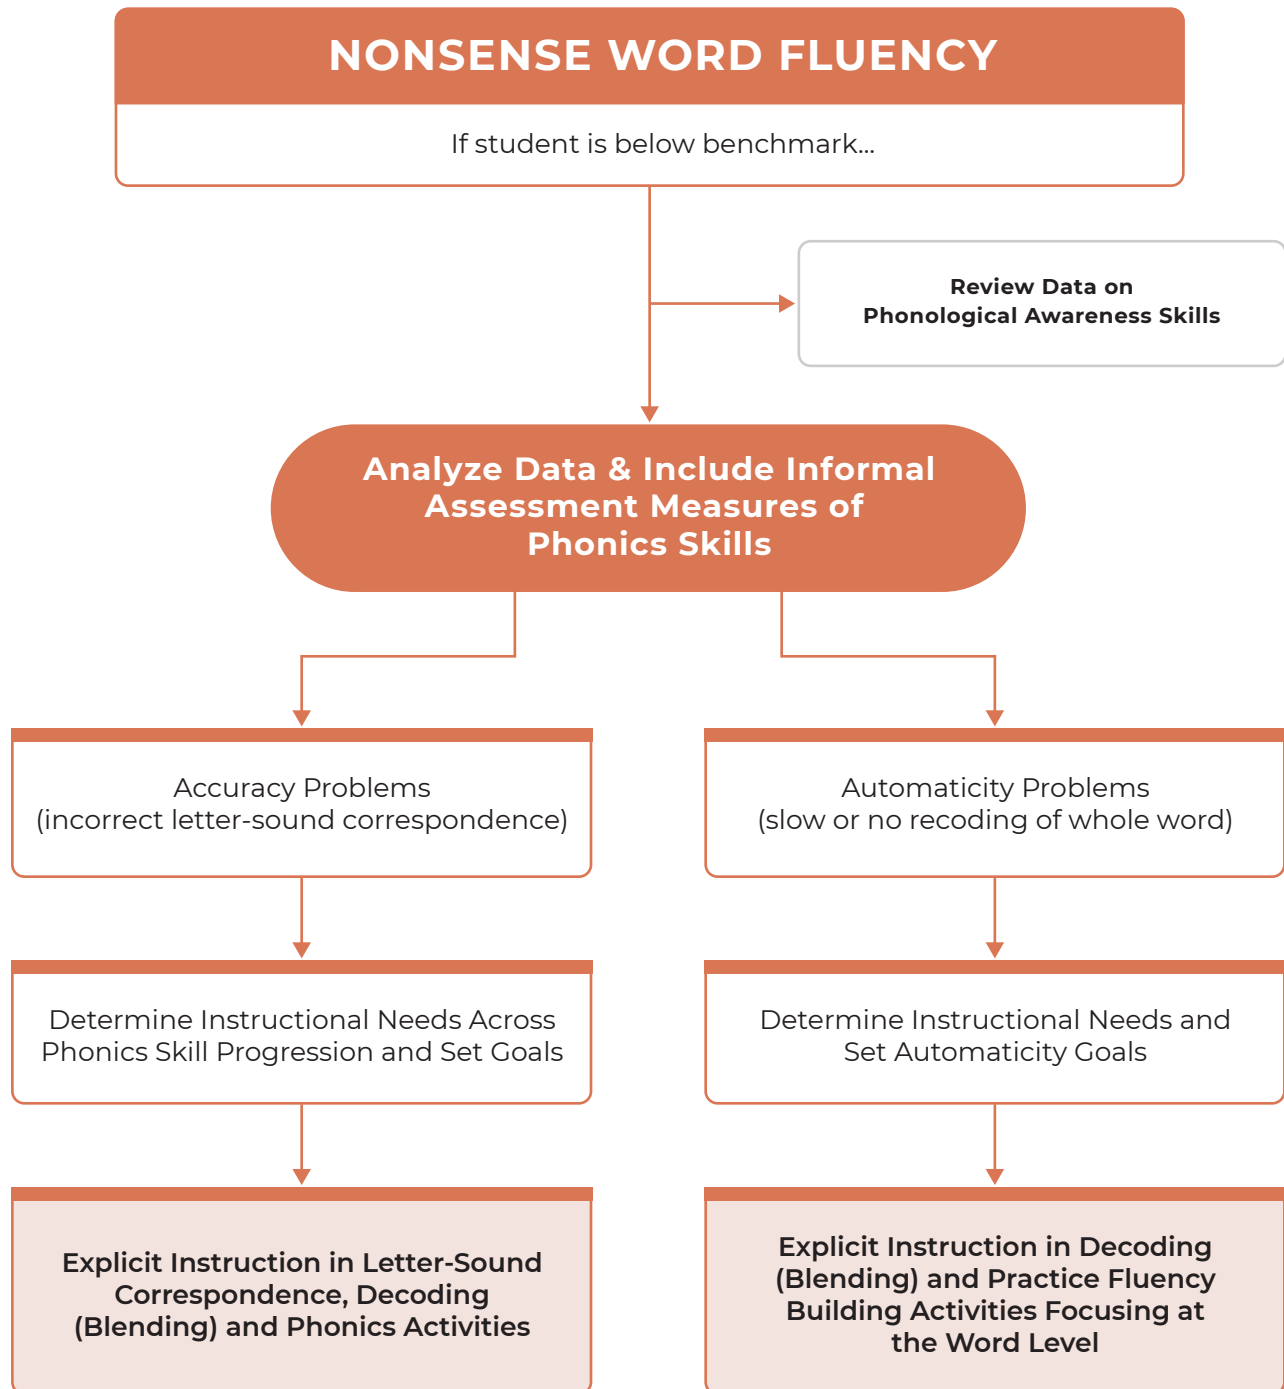 NONSENSE WORD FLUENCY
If student is below benchmark...
Review Data on
Phonological Awareness Skills
Analyze Data & Include Informal
Assessment Measures of
Phonics Skills
Accuracy Problems
(incorrect letter-sound correspondence)
Automaticity Problems
(slow or no recoding of whole word)
Determine Instructional Needs Across
Phonics Skill Progression and Set Goals
Determine Instructional Needs and
Set Automaticity Goals
Explicit Instruction in Letter-Sound
Correspondence, Decoding
(Blending) and Phonics Activities
Explicit Instruction in Decoding
(Blending) and Practice Fluency
Building Activities Focusing at
the Word Level